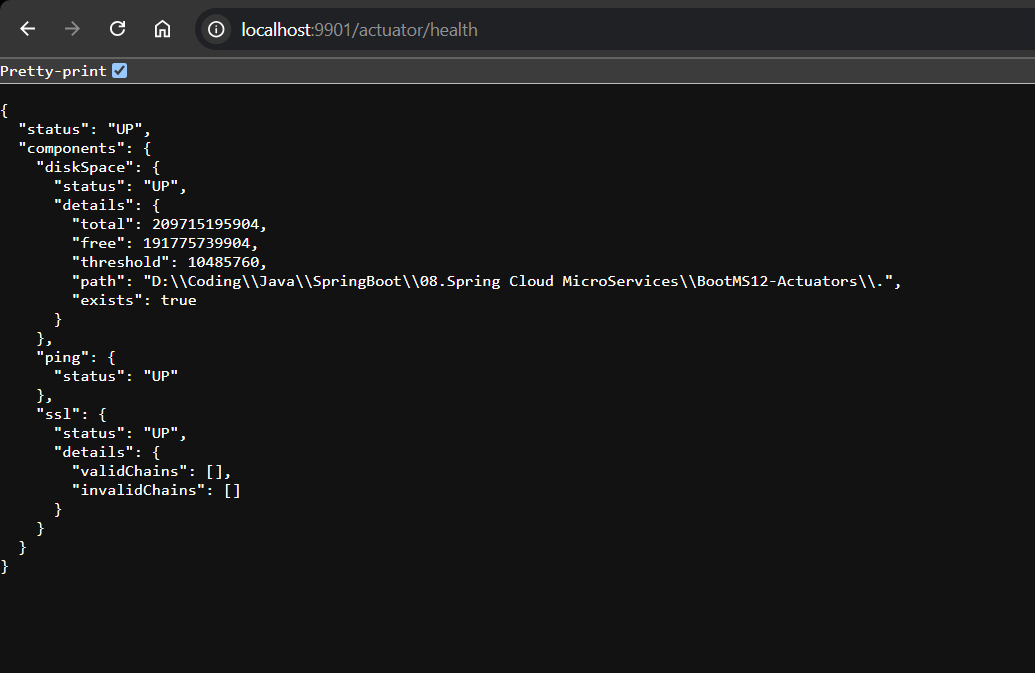 localhost:9901/actuator/health
Pretty-print
{
  "status": "UP",
  "components": {
    "diskSpace": {
      "status": "UP",
      "details": {
        "total": 209715195904,
        "free": 191775739904,
        "threshold": 10485760,
        "path": "D:\\Coding\\Java\\SpringBoot\\08.Spring Cloud MicroServices\\BootMS12-Actuators\\.",
        "exists": true
      }
    },
    "ping": {
      "status": "UP"
    },
    "ssl": {
      "status": "UP",
      "details": {
        "validChains": [],
        "invalidChains": []
      }
    }
  }
}